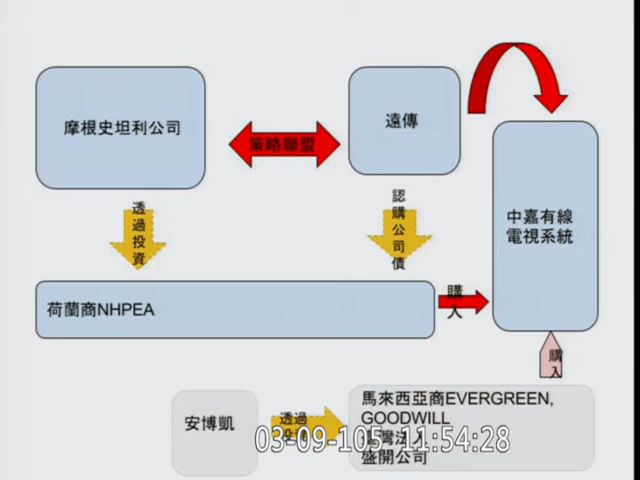 摩根史坦利公司
策略聯盟
遠傳
透過投資
認購公司債
中嘉有線
電視系統
荷蘭商NHPEA
購入
購入
安博凱
透過
馬來西亞商EVERGREEN,
GOODWILL
盛開公司
03-09-105 11:54:28